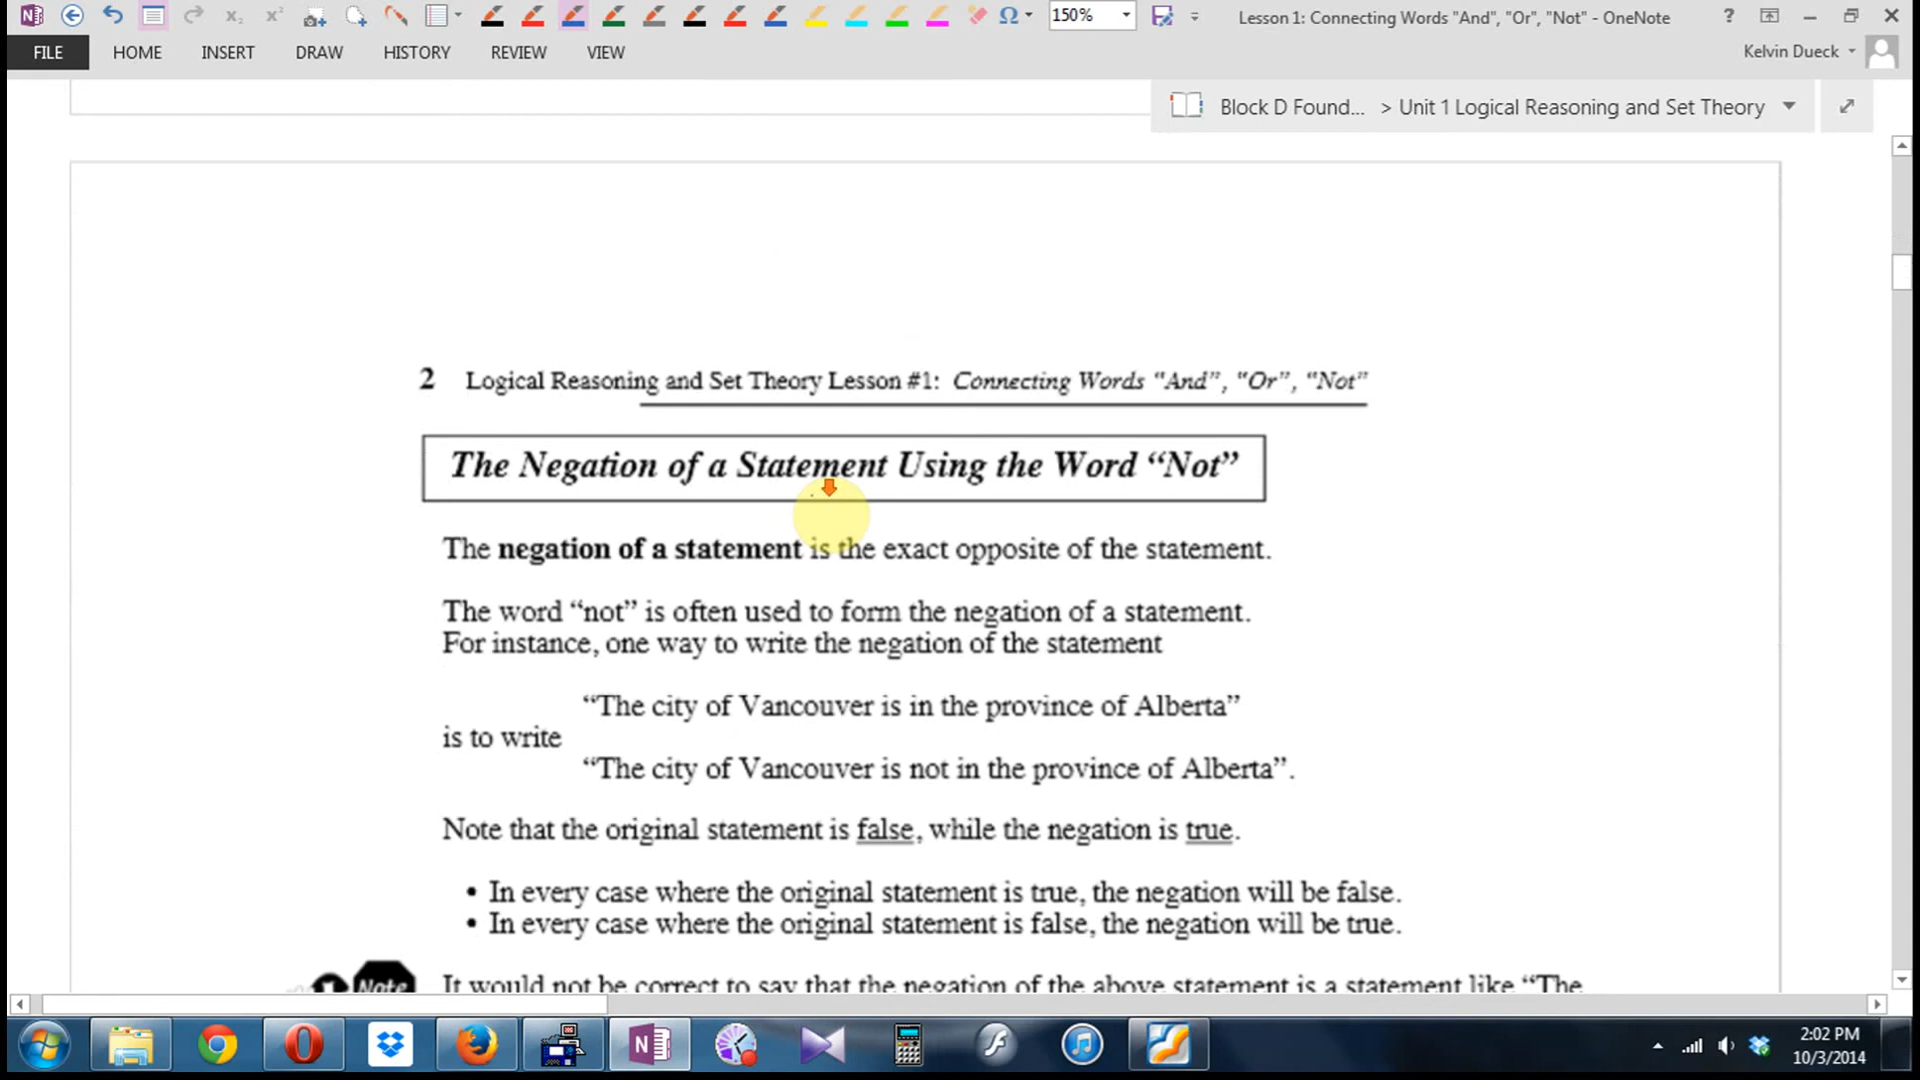 150%
Lesson 1: Connecting Words "And", "Or", "Not" - OneNote
FILE HOME INSERT DRAW HISTORY REVIEW VIEW
Kelvin Dueck
Block D Found... > Unit 1 Logical Reasoning and Set Theory
2 Logical Reasoning and Set Theory Lesson #1: Connecting Words “And”, “Or”, “Not”
The Negation of a Statement Using the Word “Not”
The negation of a statement is the exact opposite of the statement.
The word “not” is often used to form the negation of a statement.
For instance, one way to write the negation of the statement
“The city of Vancouver is in the province of Alberta”
is to write
“The city of Vancouver is not in the province of Alberta”.
Note that the original statement is false, while the negation is true.
• In every case where the original statement is true, the negation will be false.
• In every case where the original statement is false, the negation will be true.
Note
It would not be correct to say that the negation of the above statement is a statement like “The
2:02 PM
10/3/2014